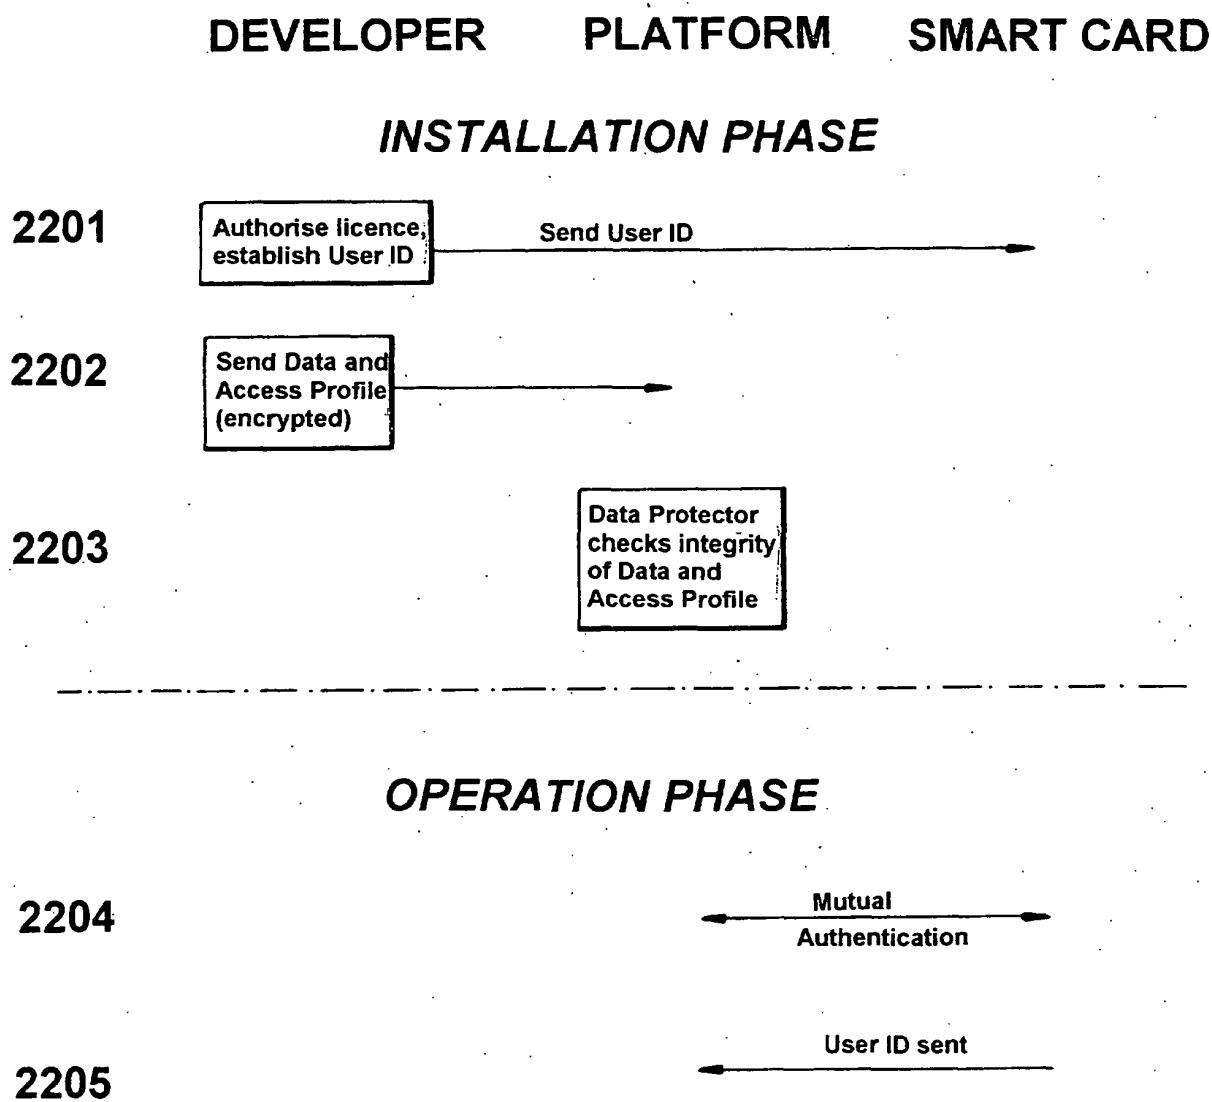 DEVELOPER PLATFORM SMART CARD
INSTALLATION PHASE
2201
Authorise licence,
establish User ID
Send User ID
2202
Send Data and
Access Profile
(encrypted)
2203
Data Protector
checks integrity
of Data and
Access Profile
OPERATION PHASE
2204
Mutual
Authentication
2205
User ID sent